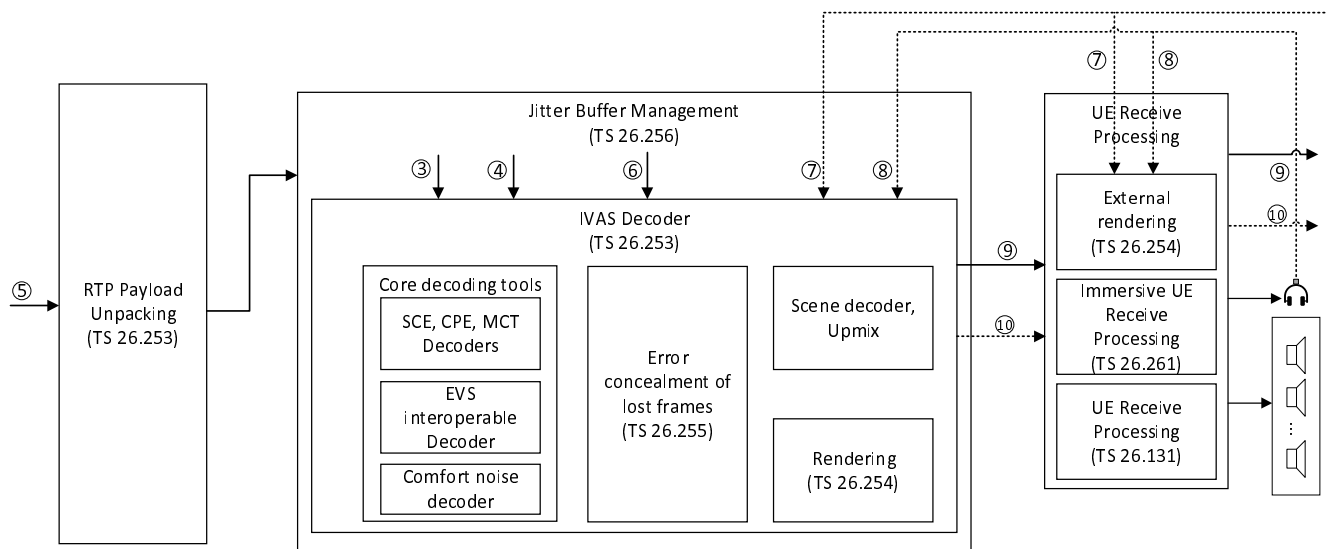 ⑦
⑧
Jitter Buffer Management
(TS 26.256)
③
④
⑥
⑦
⑧
UE Receive
Processing
⑨
External
rendering
(TS 26.254)
⑩
IVAS Decoder
(TS 26.253)
⑨
⑤
RTP Payload
Unpacking
(TS 26.253)
Core decoding tools
SCE, CPE, MCT
Decoders
EVS
interoperable
Decoder
Comfort noise
decoder
Error
concealment of
lost frames
(TS 26.255)
Scene decoder,
Upmix
Rendering
(TS 26.254)
⑩
Immersive UE
Receive
Processing
(TS 26.261)
UE Receive
Processing
(TS 26.131)
...